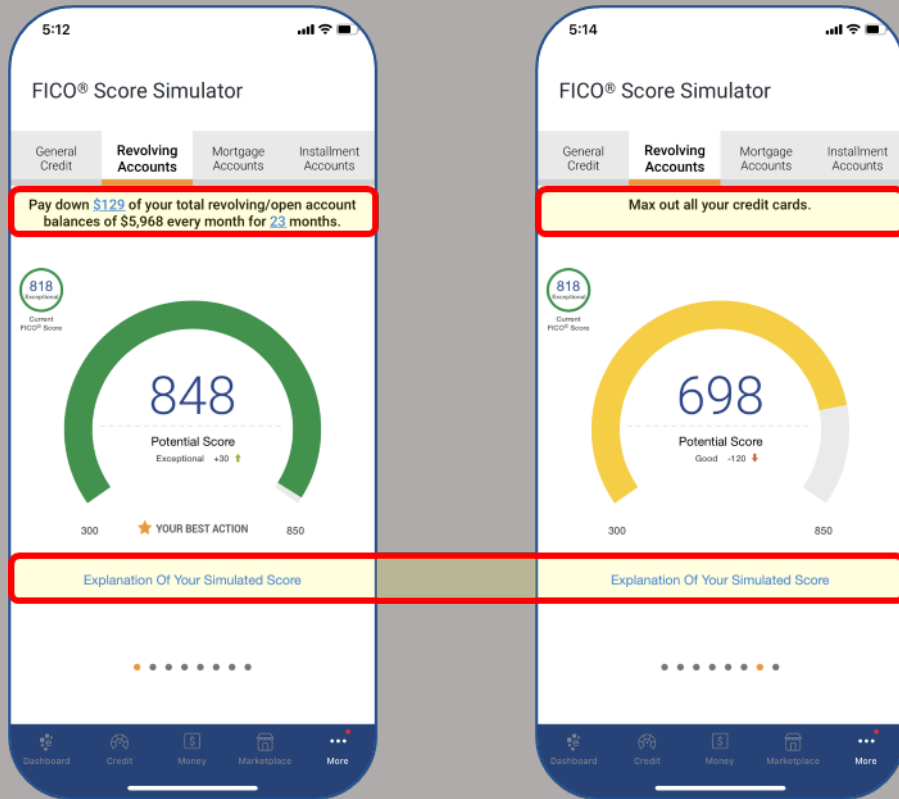 5:12
FICO® Score Simulator
General
Credit
Revolving
Accounts
Mortgage
Accounts
Installment
Accounts
Pay down $129 of your total revolving/open account
balances of $5,968 every month for 23 months.
818
Exceptional
Current
FICO® Score
848
Potential Score
Exceptional +30
300
YOUR BEST ACTION
850
Explanation Of Your Simulated Score
Dashboard
Credit
Money
Marketplace
More
5:14
FICO® Score Simulator
General
Credit
Revolving
Accounts
Mortgage
Accounts
Installment
Accounts
Max out all your credit cards.
818
Exceptional
Current
FICO® Score
698
Potential Score
Good -120
300
850
Explanation Of Your Simulated Score
Dashboard
Credit
Money
Marketplace
More